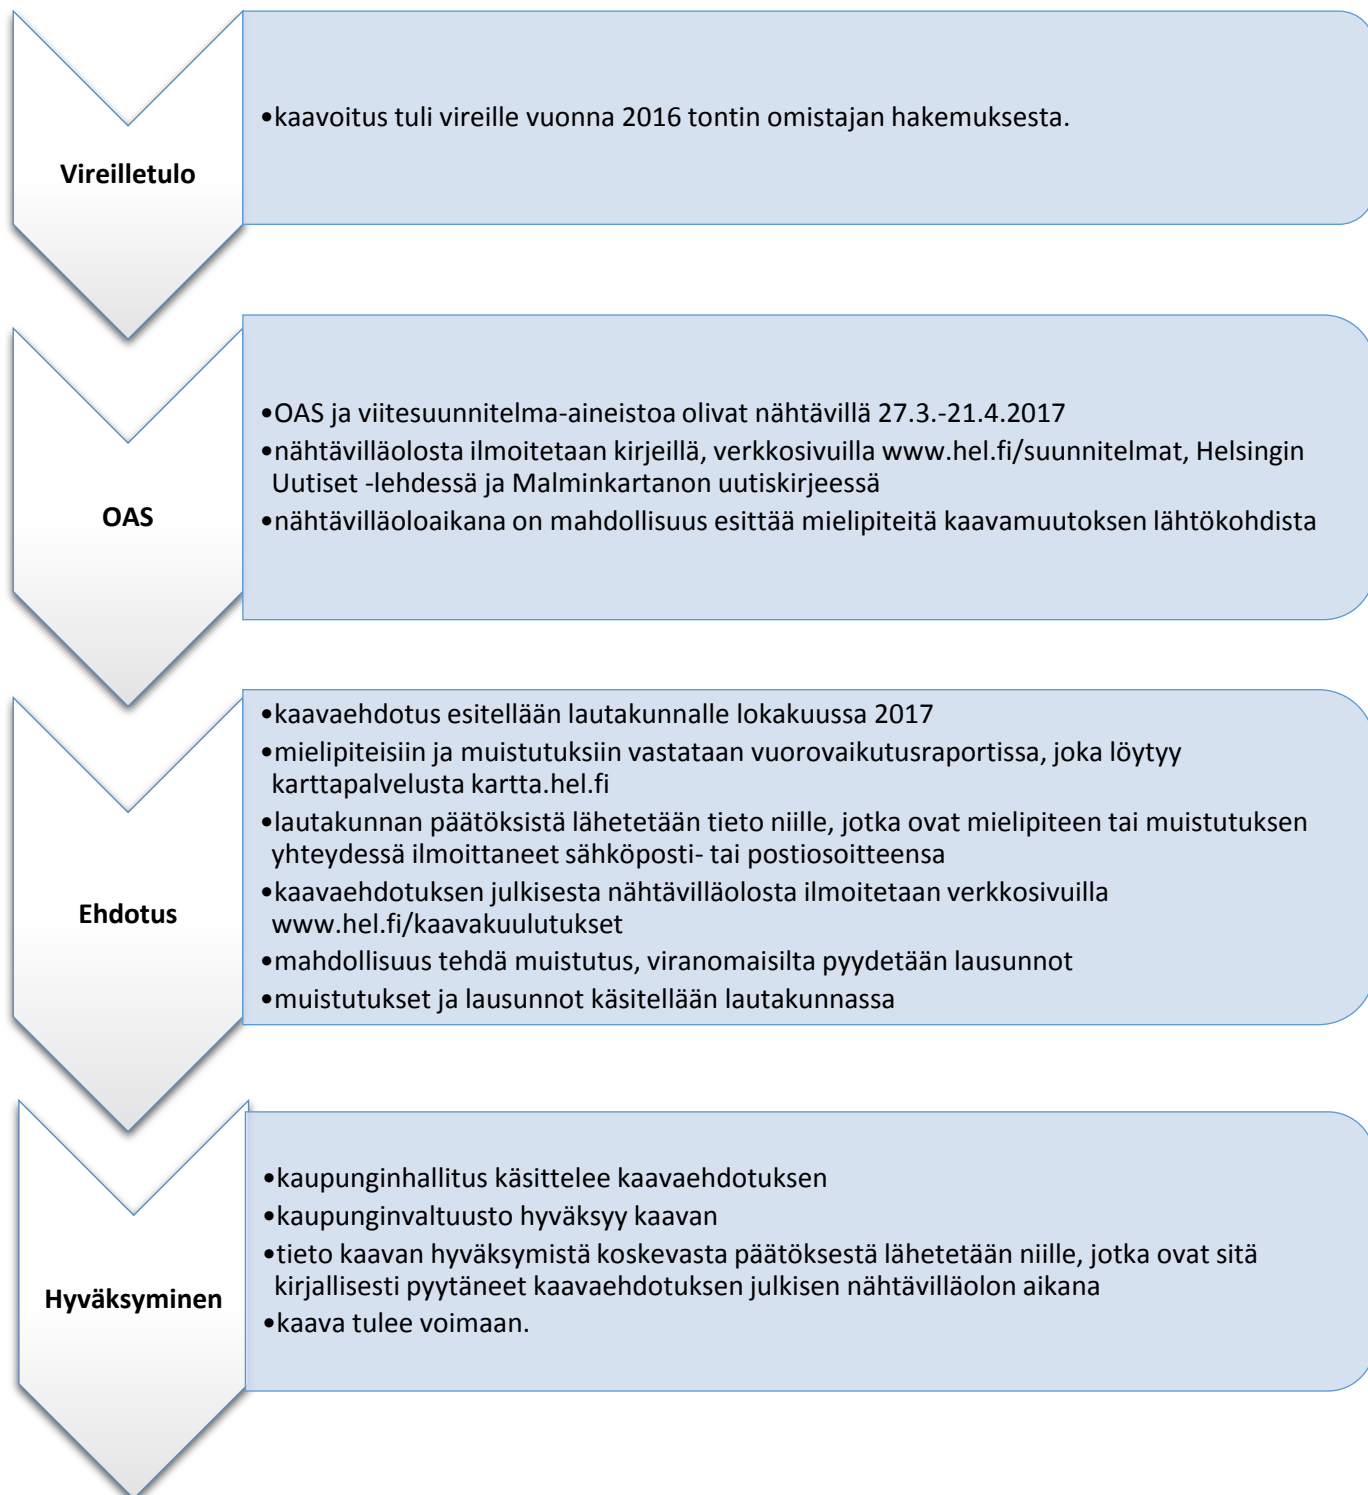 Vireilletulo
•kaavoitus tuli vireille vuonna 2016 tontin omistajan hakemuksesta.
OAS
•OAS ja viitesuunnitelma-aineistoa olivat nähtävillä 27.3.-21.4.2017
•nähtävilläolosta ilmoitetaan kirjeillä, verkkosivuilla www.hel.fi/suunnitelmat, Helsingin
Uutiset -lehdessä ja Malminkartanon uutiskirjeessä
•nähtävilläoloaikana on mahdollisuus esittää mielipiteitä kaavamuutoksen lähtökohdista
Ehdotus
•kaavaehdotus esitellään lautakunnalle lokakuussa 2017
•mielipiteisiin ja muistutuksiin vastataan vuorovaikutusraportissa, joka löytyy
karttapalvelusta kartta.hel.fi
•lautakunnan päätöksistä lähetetään tieto niille, jotka ovat mielipiteen tai muistutuksen
yhteydessä ilmoittaneet sähköposti- tai postiosoitteensa
•kaavaehdotuksen julkisesta nähtävilläolosta ilmoitetaan verkkosivuilla
www.hel.fi/kaavakuulutukset
•mahdollisuus tehdä muistutus, viranomaisilta pyydetään lausunnot
•muistutukset ja lausunnot käsitellään lautakunnassa
Hyväksyminen
•kaupunginhallitus käsittelee kaavaehdotuksen
•kaupunginvaltuusto hyväksyy kaavan
•tieto kaavan hyväksymistä koskevasta päätöksestä lähetetään niille, jotka ovat sitä
kirjallisesti pyytäneet kaavaehdotuksen julkisen nähtävilläolon aikana
•kaava tulee voimaan.